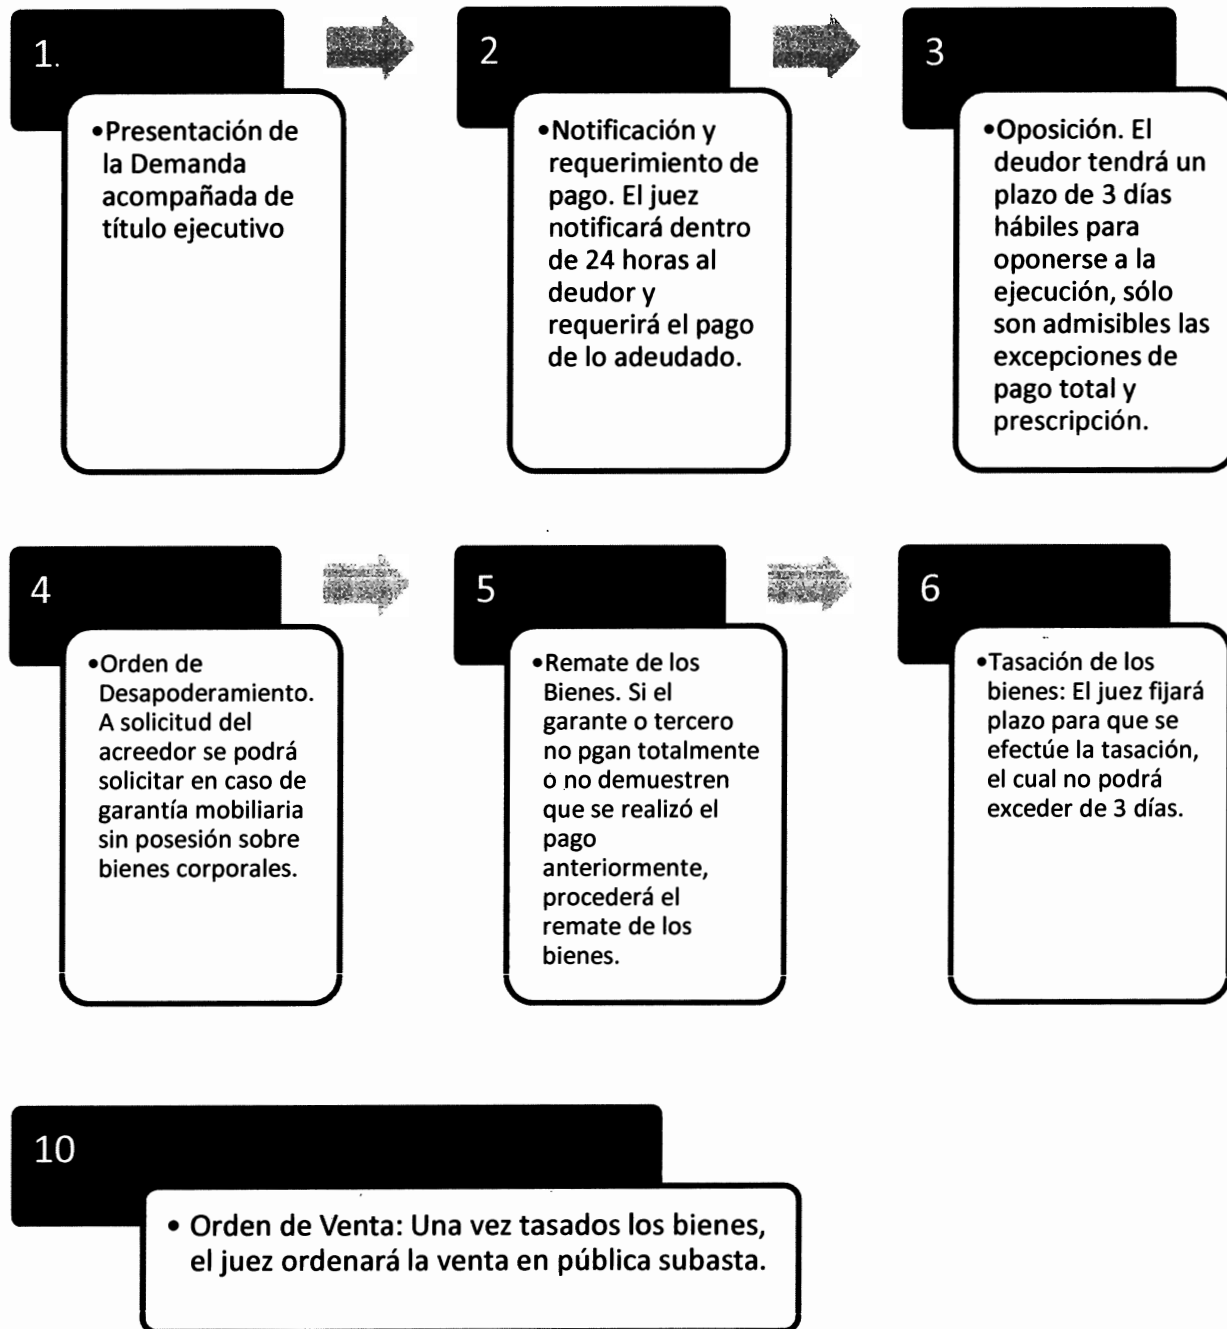 1.
•Presentación de
la Demanda
acompañada de
título ejecutivo
2
•Notificación y
requerimiento de
pago. El juez
notificará dentro
de 24 horas al
deudor y
requerirá el pago
de lo adeudado.
3
•Oposición. El
deudor tendrá un
plazo de 3 días
hábiles para
oponerse a la
ejecución, sólo
son admisibles las
excepciones de
pago total y
prescripción.
4
•Orden de
Desapoderamiento.
A solicitud del
acreedor se podrá
solicitar en caso de
garantía mobiliaria
sin posesión sobre
bienes corporales.
5
•Remate de los
Bienes. Si el
garante o tercero
no pgan totalmente
o no demuestren
que se realizó el
pago
anteriormente,
procederá el
remate de los
bienes.
6
•Tasación de los
bienes: El juez fijará
plazo para que se
efectúe la tasación,
el cual no podrá
exceder de 3 días.
10
• Orden de Venta: Una vez tasados los bienes,
el juez ordenará la venta en pública subasta.